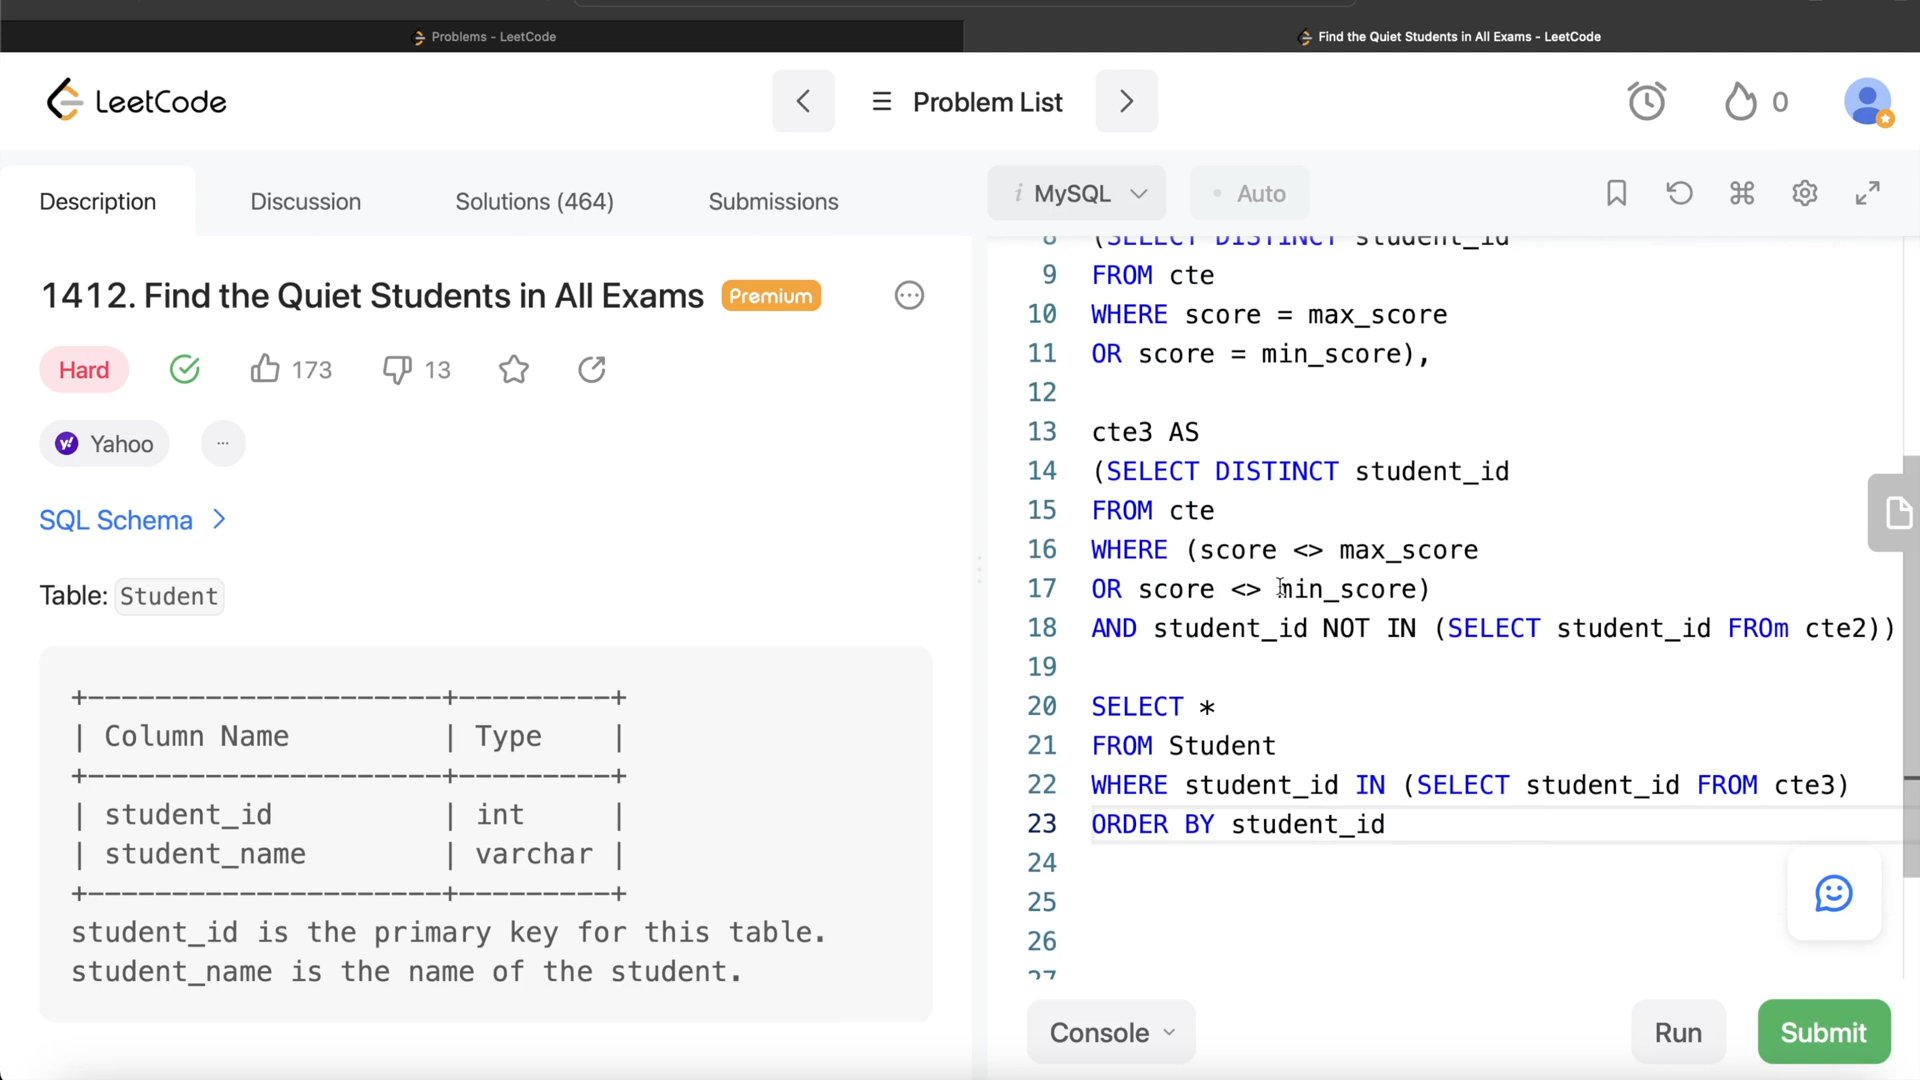 Problems - LeetCode
Find the Quiet Students in All Exams - LeetCode
LeetCode
Problem List
0
Description
Discussion
Solutions (464)
Submissions
i MySQL
Auto
1412. Find the Quiet Students in All Exams
Premium
Hard
173
13
Yahoo
SQL Schema
Table: Student
+---------------------+---------+
| Column Name         | Type    |
+---------------------+---------+
| student_id          | int     |
| student_name        | varchar |
+---------------------+---------+
student_id is the primary key for this table.
student_name is the name of the student.
8 (SELECT DISTINCT student_id
9 FROM cte
10 WHERE score = max_score
11 OR score = min_score),
12
13 cte3 AS
14 (SELECT DISTINCT student_id
15 FROM cte
16 WHERE (score <> max_score
17 OR score <> min_score)
18 AND student_id NOT IN (SELECT student_id FROm cte2))
19
20 SELECT *
21 FROM Student
22 WHERE student_id IN (SELECT student_id FROM cte3)
23 ORDER BY student_id
24
25
26
27
Console
Run
Submit